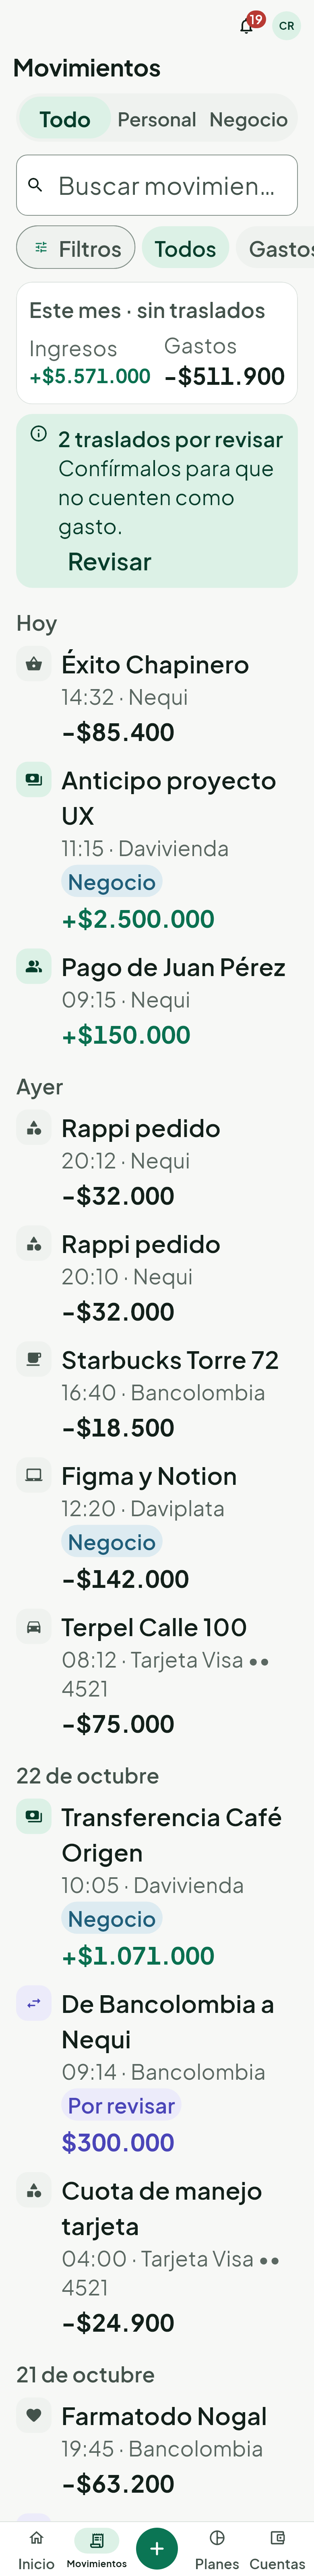 19
CR
Movimientos
Todo Personal Negocio
Buscar movimien...
Filtros Todos Gastos
Este mes · sin traslados
Ingresos Gastos
+$5.571.000 -$511.900
2 traslados por revisar
Confírmalos para que
no cuenten como
gasto.
Revisar
Hoy
Éxito Chapinero
14:32 · Nequi
-$85.400
Anticipo proyecto
UX
11:15 · Davivienda
Negocio
+$2.500.000
Pago de Juan Pérez
09:15 · Nequi
+$150.000
Ayer
Rappi pedido
20:12 · Nequi
-$32.000
Rappi pedido
20:10 · Nequi
-$32.000
Starbucks Torre 72
16:40 · Bancolombia
-$18.500
Figma y Notion
12:20 · Daviplata
Negocio
-$142.000
Terpel Calle 100
08:12 · Tarjeta Visa ••
4521
-$75.000
22 de octubre
Transferencia Café
Origen
10:05 · Davivienda
Negocio
+$1.071.000
De Bancolombia a
Nequi
09:14 · Bancolombia
Por revisar
$300.000
Cuota de manejo
tarjeta
04:00 · Tarjeta Visa ••
4521
-$24.900
21 de octubre
Farmatodo Nogal
19:45 · Bancolombia
-$63.200
Inicio Movimientos Planes Cuentas